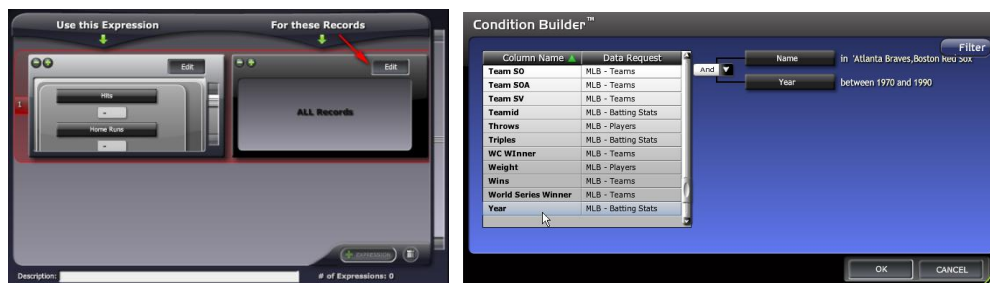 Use this Expression
For these Records
Edit
Edit
1
Hits
-
Home Runs
-
ALL Records
EXPRESSION
Description:
# of Expressions: 0
Condition Builder™
Filter
Column Name
Data Request
Team SO MLB - Teams
Team SOA MLB - Teams
Team SV MLB - Teams
Teamid MLB - Batting Stats
Throws MLB - Players
Triples MLB - Batting Stats
WC WInner MLB - Teams
Weight MLB - Players
Wins MLB - Teams
World Series Winner MLB - Teams
Year MLB - Batting Stats
And
Name in 'Atlanta Braves,Boston Red Sox'
Year between 1970 and 1990
OK
CANCEL